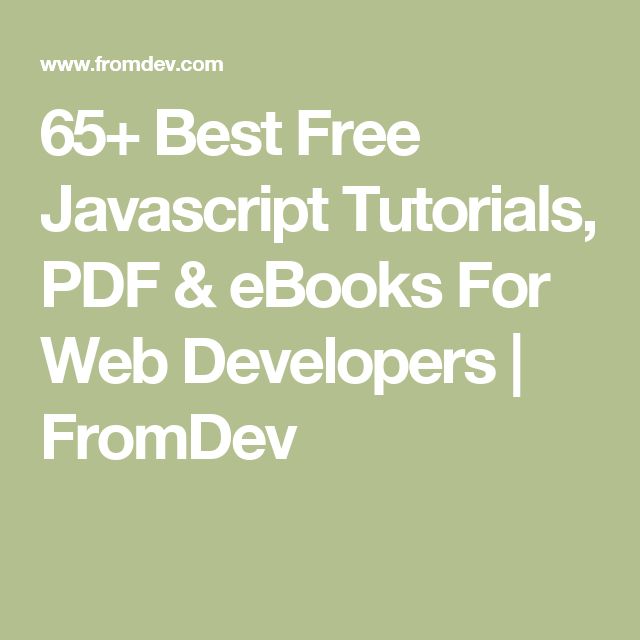 www.fromdev.com
65+ Best Free
Javascript Tutorials,
PDF & eBooks For
Web Developers |
FromDev